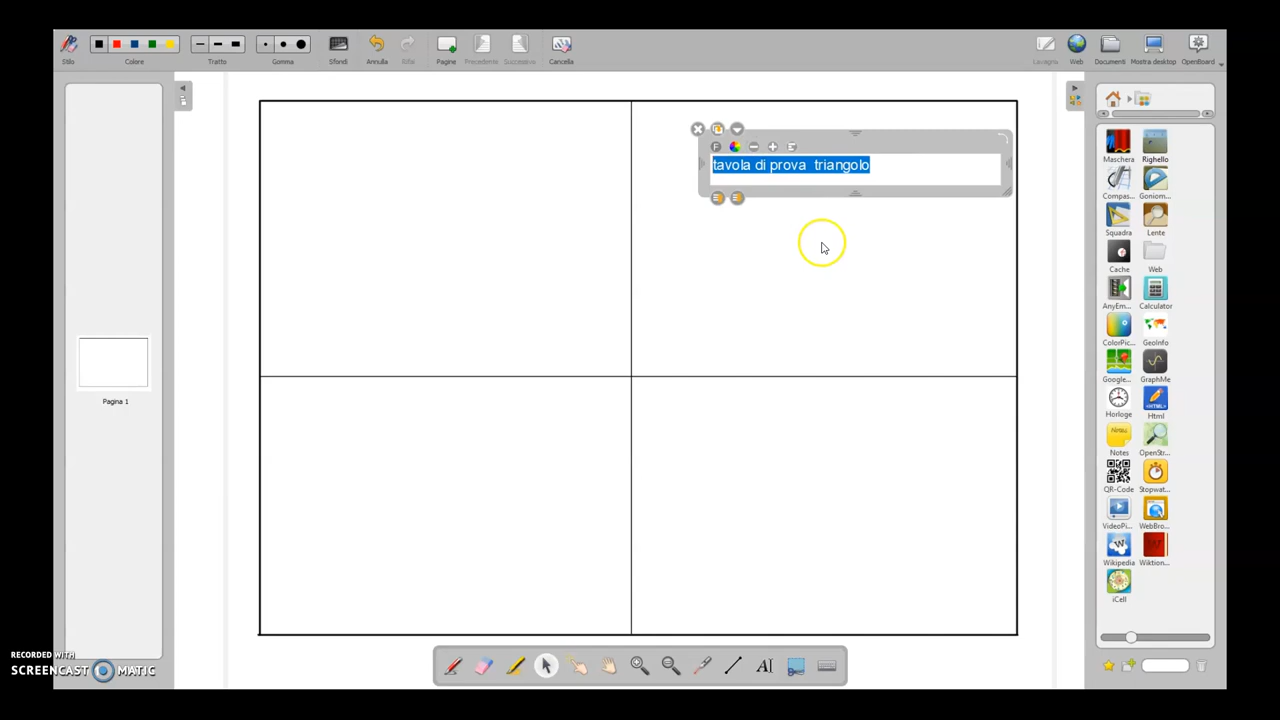 Stilo
Colore
Tratto
Gomma
Sfondi
Annulla
Rifai
Pagine
Precedente
Successiva
Cancella
Lavagna
Web
Documenti
Mostra desktop
OpenBoard
F
tavola di prova  triangolo
Pagina 1
Maschera
Righello
Compas...
Goniom...
Squadra
Lente
Cache
Web
AnyEm...
Calculator
ColorPic...
GeoInfo
Google...
GraphMe
Horloge
Html
Notes
OpenStr...
QR-Code
Stopwat...
VideoPi...
WebBro...
Wikipedia
Wiktion...
iCell
RECORDED WITH
SCREENCAST MATIC